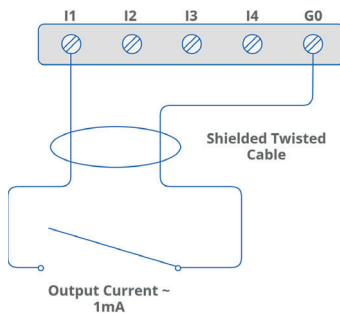 I1 I2 I3 I4 G0
Shielded Twisted
Cable
Output Current ~
1mA